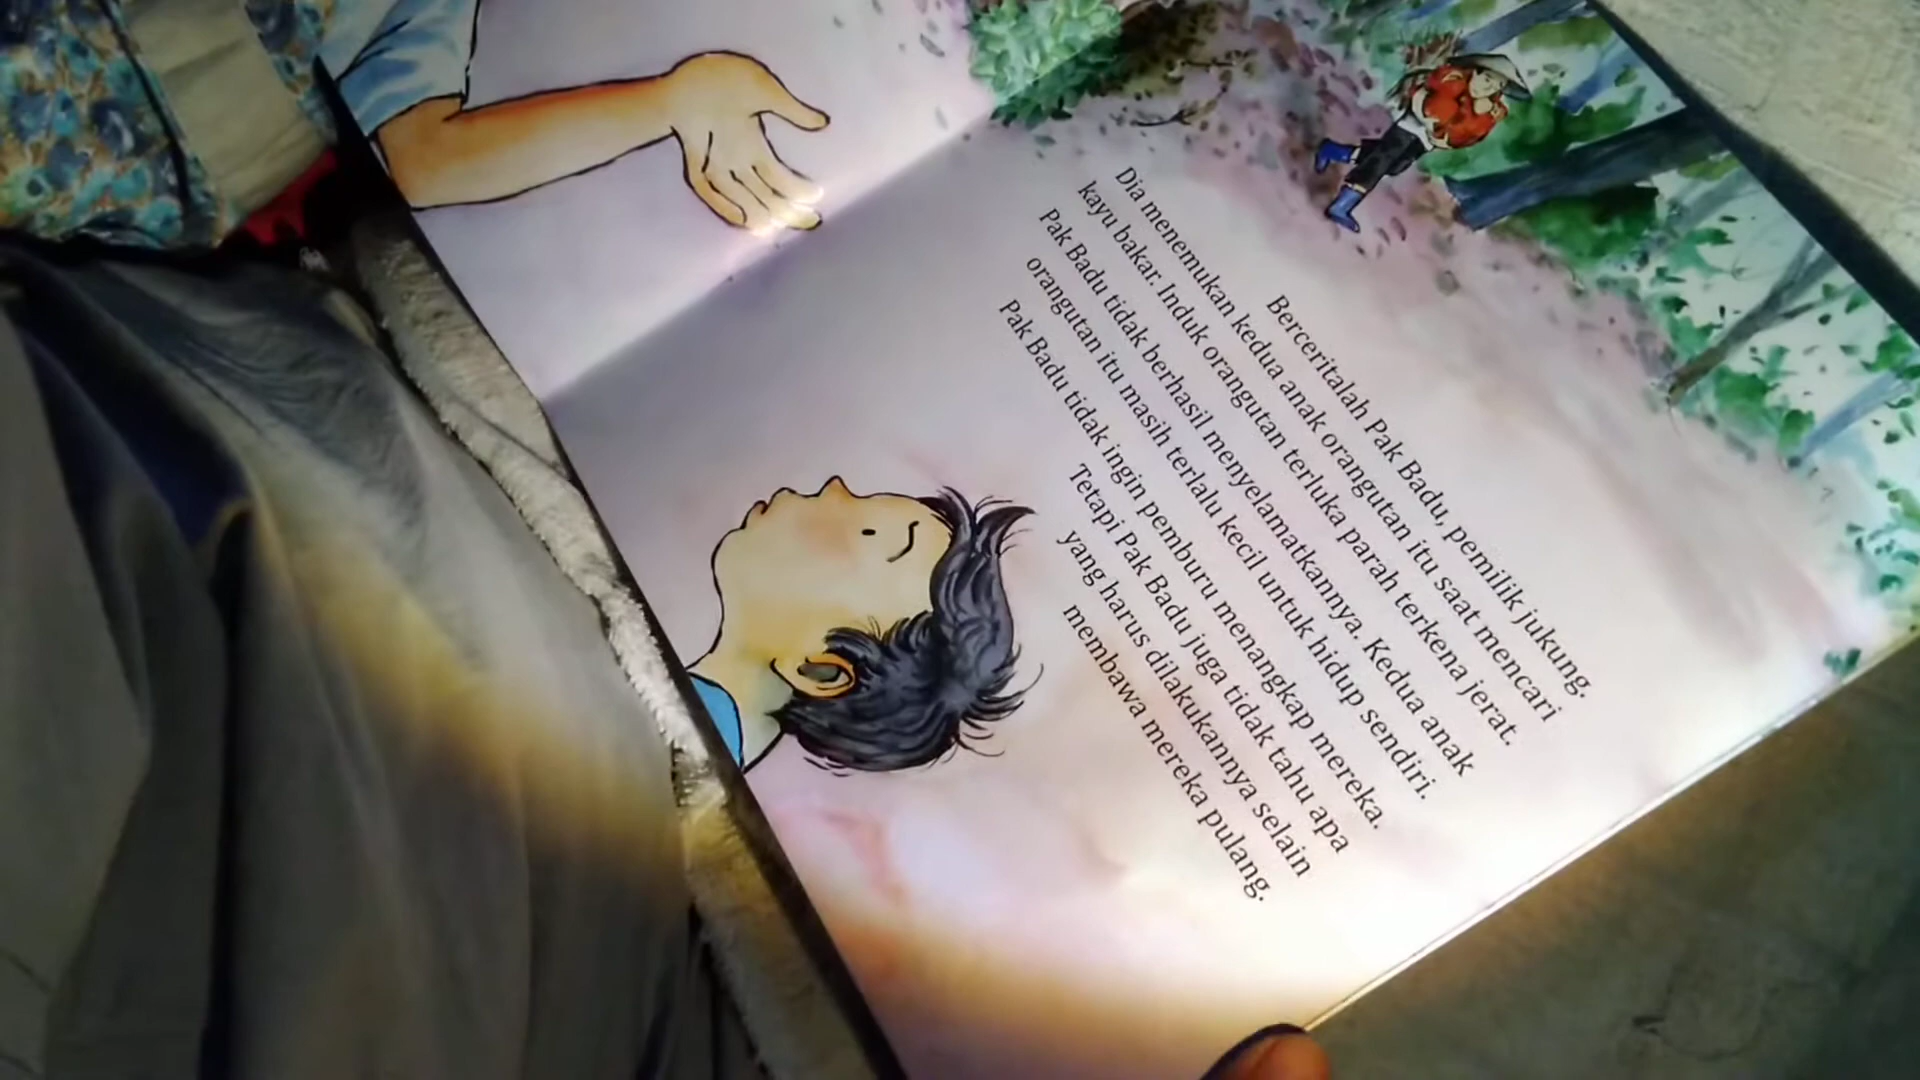 Berceritalah Pak Badu, pemilik jukung.
Dia menemukan kedua anak orangutan itu saat mencari
kayu bakar. Induk orangutan terluka parah terkena jerat.
Pak Badu tidak berhasil menyelamatkannya. Kedua anak
orangutan itu masih terlalu kecil untuk hidup sendiri.
Pak Badu tidak ingin pemburu menangkap mereka.
Tetapi Pak Badu juga tidak tahu apa
yang harus dilakukannya selain
membawa mereka pulang.